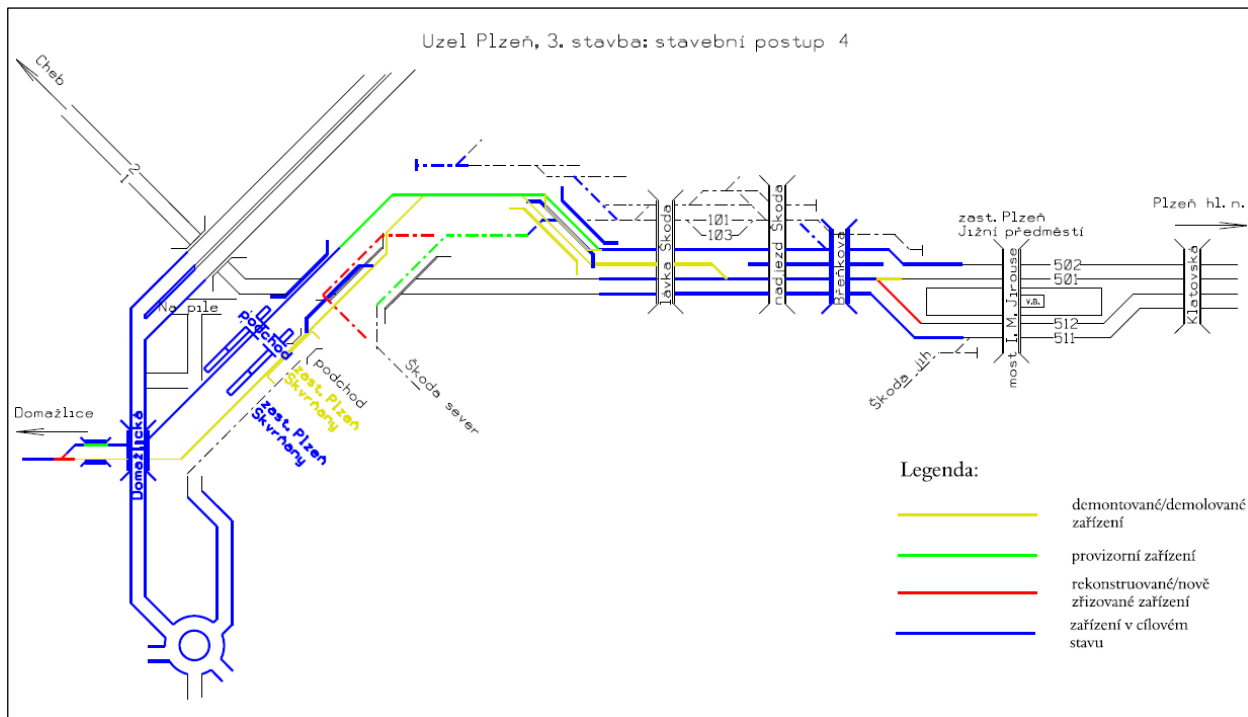 Uzel Plzeň, 3. stavba: stavební postup 4
Cheb
2
1
Na pile
podchod
zast. Plzeň
Skvrňany
zast. Plzeň
Skvrňany
podchod
Škoda sever
Domažlice
Domažlická
101
103
lávka Škoda
nadjezd Škoda
Břeňkova
zast. Plzeň
Jižní předměstí
Plzeň hl. n.
502
501
v.b.
512
511
most I. M. Jirouse
Klatovská
Škoda jih
Legenda:
demontované/demolované
zařízení
provizorní zařízení
rekonstruované/nově
zřizované zařízení
zařízení v cílovém
stavu